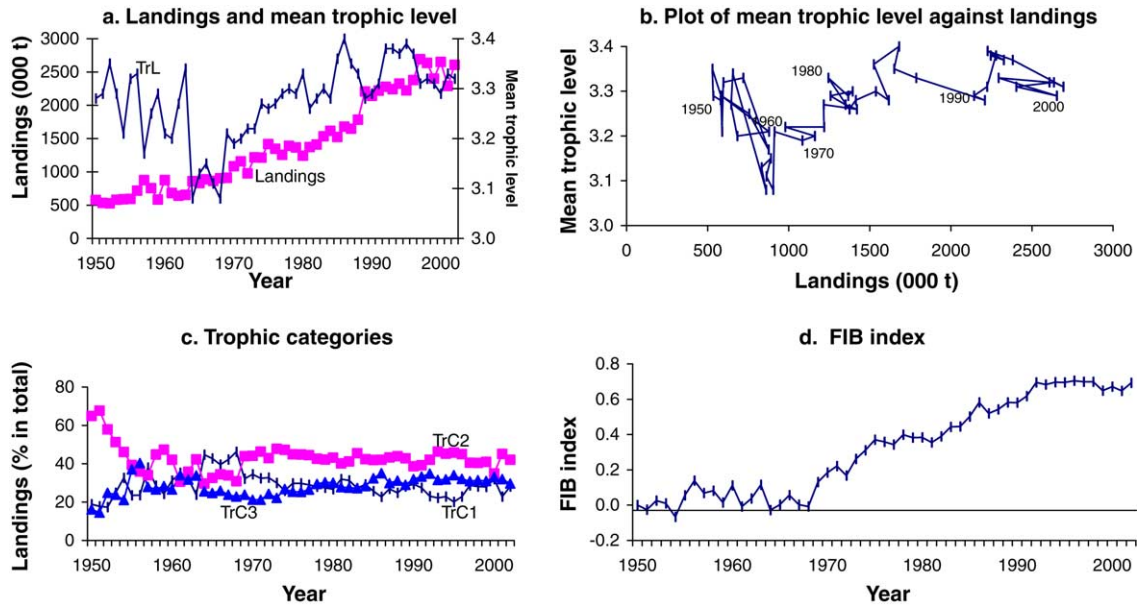 a. Landings and mean trophic level
Landings (000 t)
3000
2500
2000
1500
1000
500
0
TrL
Landings
3.4
3.3
3.2
3.1
3.0
Mean trophic level
1950 1960 1970 1980 1990 2000
Year
b. Plot of mean trophic level against landings
Mean trophic level
3.4
3.3
3.2
3.1
3.0
1950
1960
1970
1980
1990
2000
0 500 1000 1500 2000 2500 3000
Landings (000 t)
c. Trophic categories
Landings (% in total)
80
60
40
20
0
TrC2
TrC3
TrC1
1950 1960 1970 1980 1990 2000
Year
d. FIB index
FIB index
0.8
0.6
0.4
0.2
0.0
-0.2
1950 1960 1970 1980 1990 2000
Year